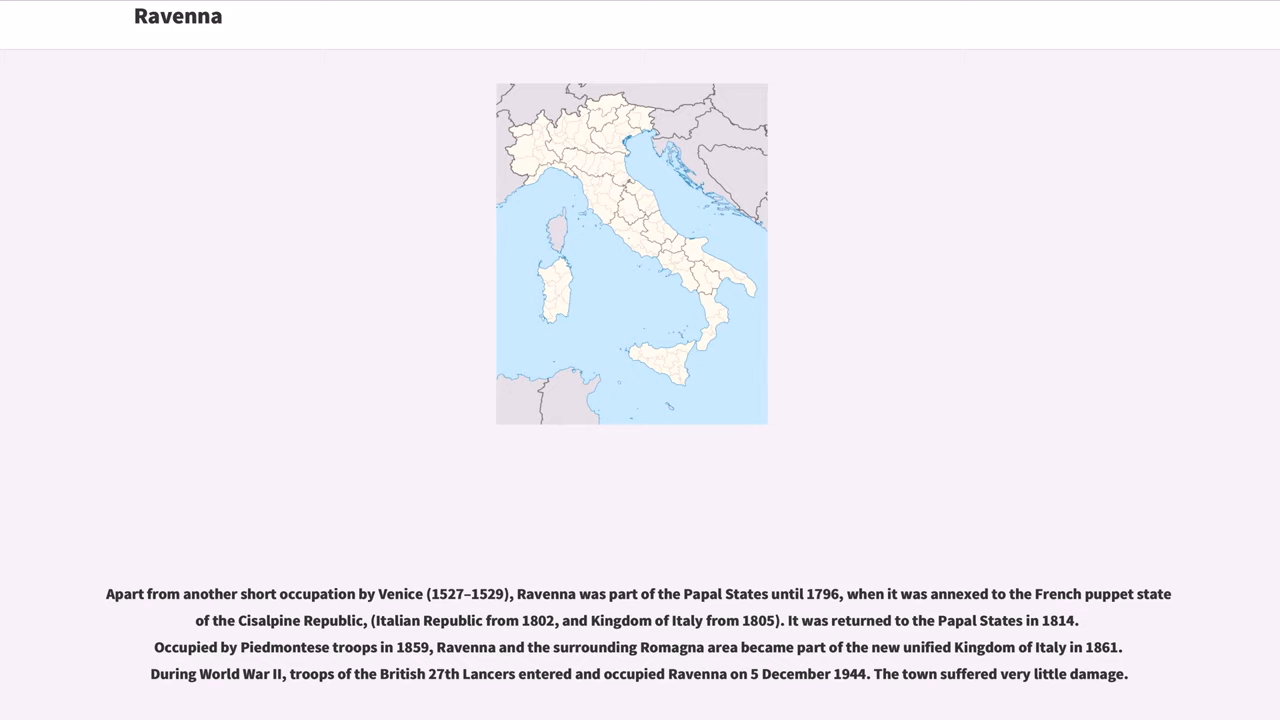 Ravenna
Apart from another short occupation by Venice (1527–1529), Ravenna was part of the Papal States until 1796, when it was annexed to the French puppet state
of the Cisalpine Republic, (Italian Republic from 1802, and Kingdom of Italy from 1805). It was returned to the Papal States in 1814.
Occupied by Piedmontese troops in 1859, Ravenna and the surrounding Romagna area became part of the new unified Kingdom of Italy in 1861.
During World War II, troops of the British 27th Lancers entered and occupied Ravenna on 5 December 1944. The town suffered very little damage.